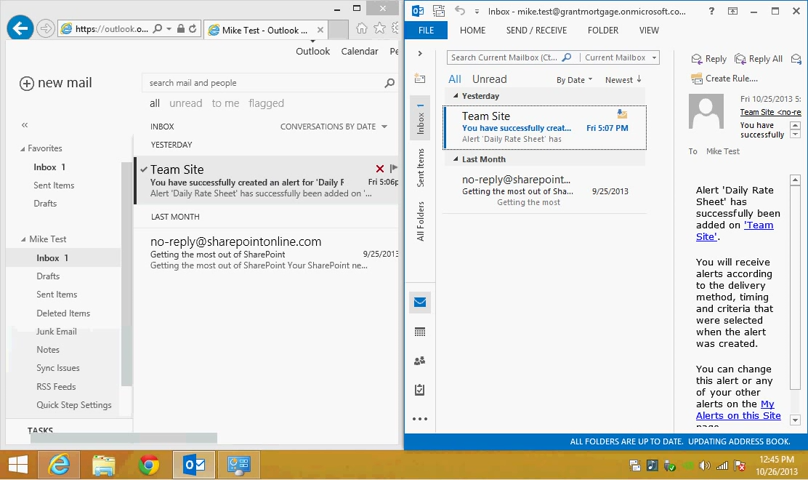 https://outlook.o...
Mike Test - Outlook
Outlook
Calendar
Pe
new mail
search mail and people
all unread to me flagged
INBOX
CONVERSATIONS BY DATE
YESTERDAY
Team Site
You have successfully created an alert for 'Daily F
Fri 5:06p
Alert 'Daily Rate Sheet' has successfully been added on '...
LAST MONTH
no-reply@sharepointonline.com
Getting the most out of SharePoint
9/25/2013
Getting the most out of SharePoint Your SharePoint ne...
«
Favorites
Inbox 1
Sent Items
Drafts
Mike Test
Inbox 1
Drafts
Sent Items
Deleted Items
Junk Email
Notes
Sync Issues
RSS Feeds
Quick Step Settings
TASKS
Inbox - mike.test@grantmortgage.onmicrosoft.co...
FILE
HOME
SEND / RECEIVE
FOLDER
VIEW
Inbox 1
Sent Items
All Folders
Search Current Mailbox (Ct...
Current Mailbox
All Unread
By Date
Newest
Yesterday
Team Site
You have successfully creat...
Fri 5:07 PM
Alert 'Daily Rate Sheet' has
Last Month
no-reply@sharepoint...
Getting the most out of Sha...
9/25/2013
Getting the most
Reply
Reply All
Create Rule....
Fri 10/25/2013 5
Team Site <no-re
You have
successfully
To Mike Test
Alert 'Daily Rate
Sheet' has
successfully been
added on 'Team
Site'.
You will receive
alerts according
to the delivery
method, timing
and criteria that
were selected
when the alert
was created.
You can change
this alert or any
of your other
alerts on the My
Alerts on this Site
ALL FOLDERS ARE UP TO DATE.
UPDATING ADDRESS BOOK.
12:45 PM
10/26/2013